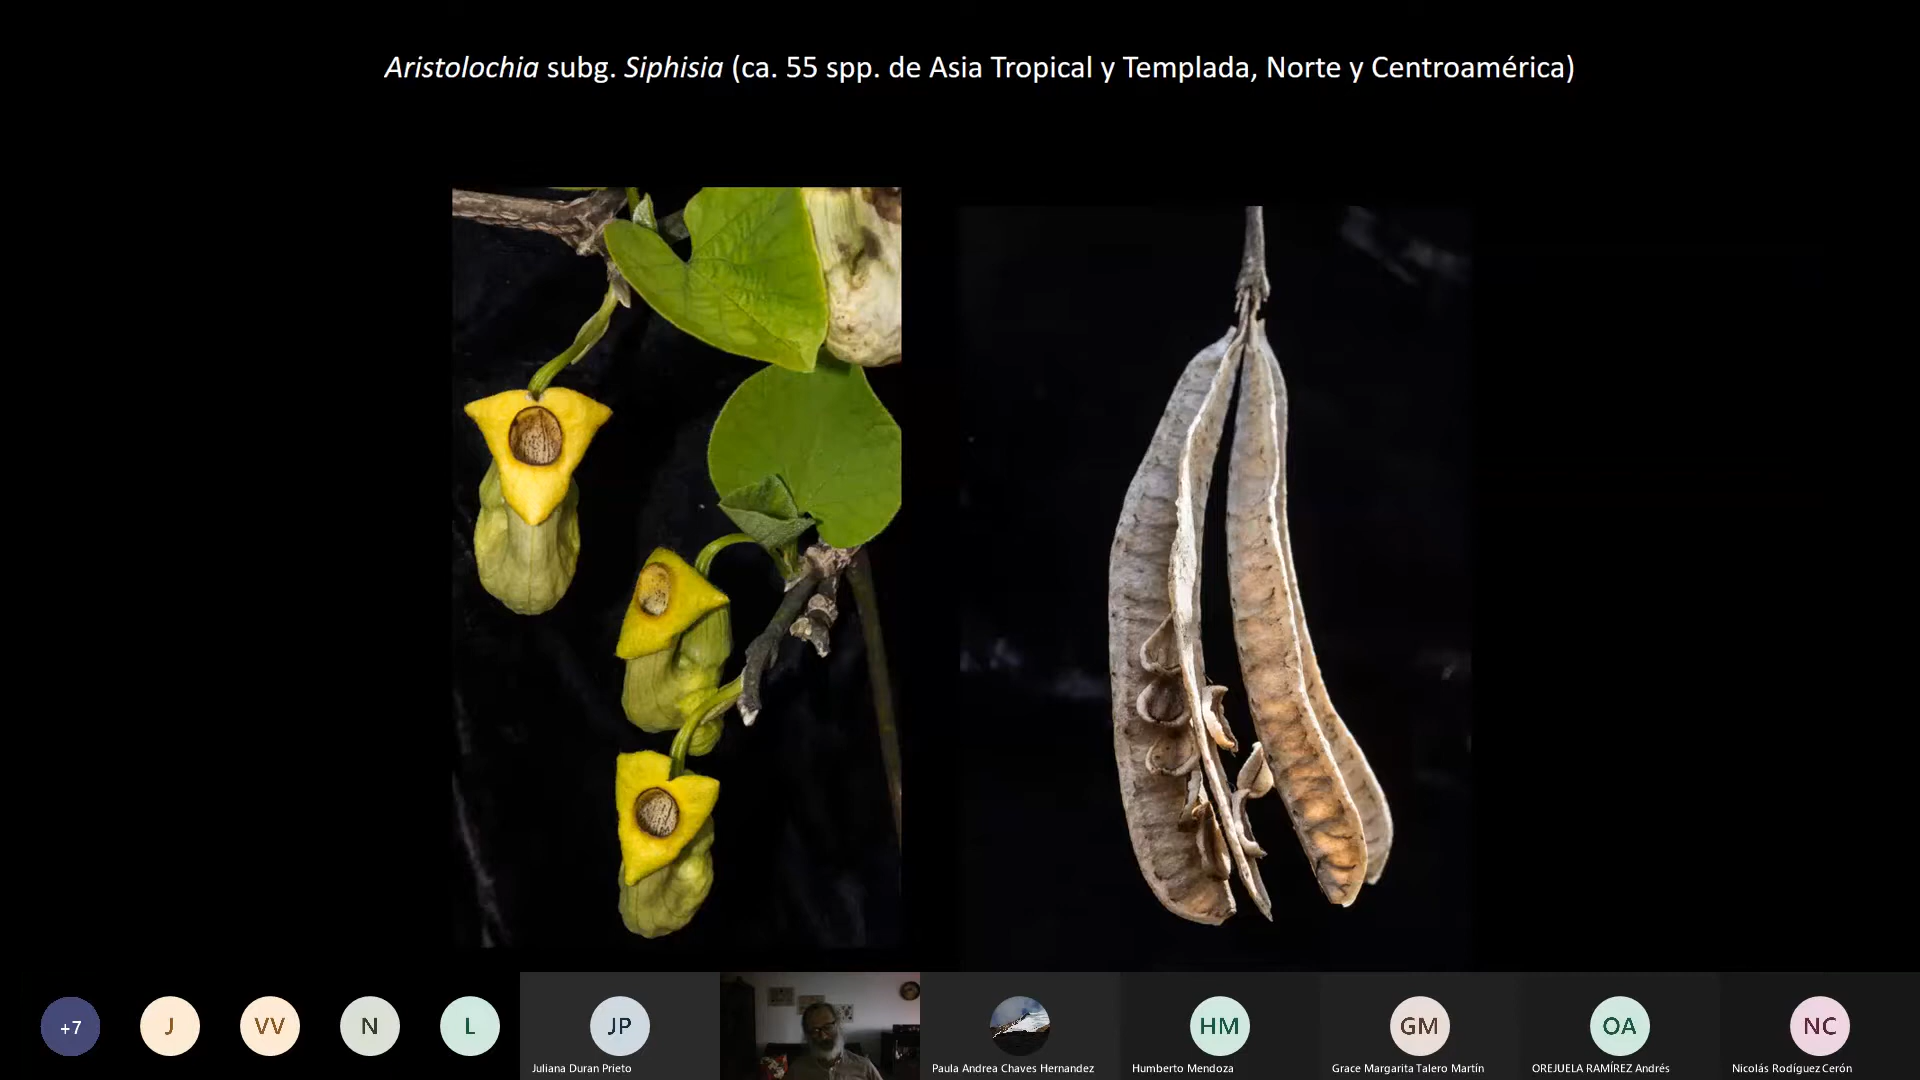 Aristolochia subg. Siphisia (ca. 55 spp. de Asia Tropical y Templada, Norte y Centroamérica)
+7
J
VV
N
L
JP
HM
GM
OA
NC
Juliana Duran Prieto
Paula Andrea Chaves Hernandez
Humberto Mendoza
Grace Margarita Talero Martín
OREJUELA RAMÍREZ Andrés
Nicolás Rodíguez Cerón